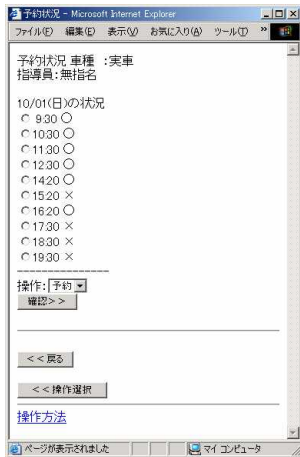 予約状況 - Microsoft Internet Explorer
ファイル(F) 編集(E) 表示(V) お気に入り(A) ツール(T) »
予約状況 車種 :実車
指導員:無指名
10/01(日)の状況
9:30 ○
10:30 ○
11:30 ○
12:30 ○
14:20 ○
15:20 ×
16:20 ○
17:30 ×
18:30 ×
19:30 ×
---------------
操作: 予約
確認>>
<<戻る
<<操作選択
操作方法
ページが表示されました マイ コンピュータ